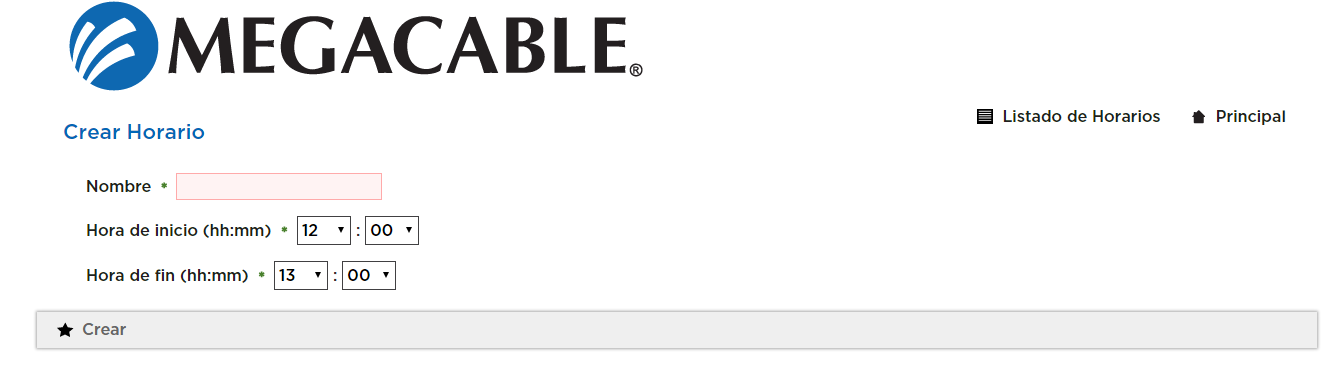 MEGACABLE®
Listado de Horarios Principal
Crear Horario
Nombre *
Hora de inicio (hh:mm) * 12 : 00
Hora de fin (hh:mm) * 13 : 00
Crear